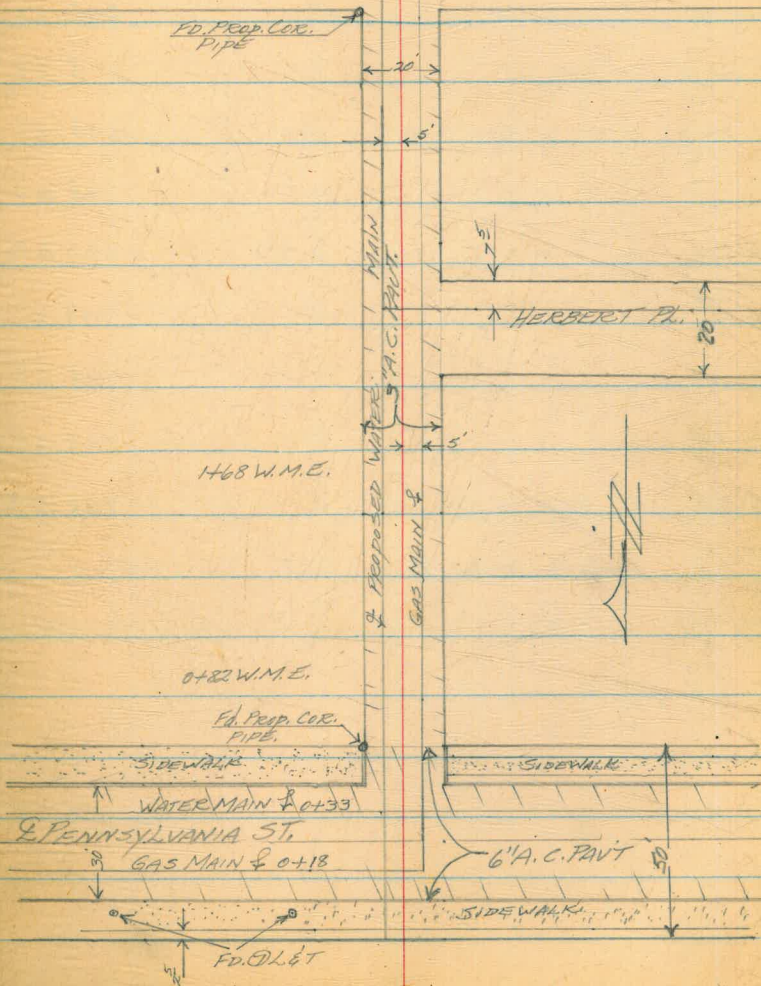 FD. PROP. COR.
PIPE
20'
5'
7.5
HERBERT PL.
20
3" A.C. PAVT.
5'
1+68 W.M.E.
℄ PROPOSED WATER MAIN
GAS MAIN ℄
N
0+82 W.M.E.
Fd. PROP. COR.
PIPE.
SIDEWALK
SIDEWALK
WATER MAIN ℄ 0+33
℄ PENNSYLVANIA ST.
GAS MAIN ℄ 0+18
30'
6" A.C. PAVT
50'
SIDEWALK
FD. L&T